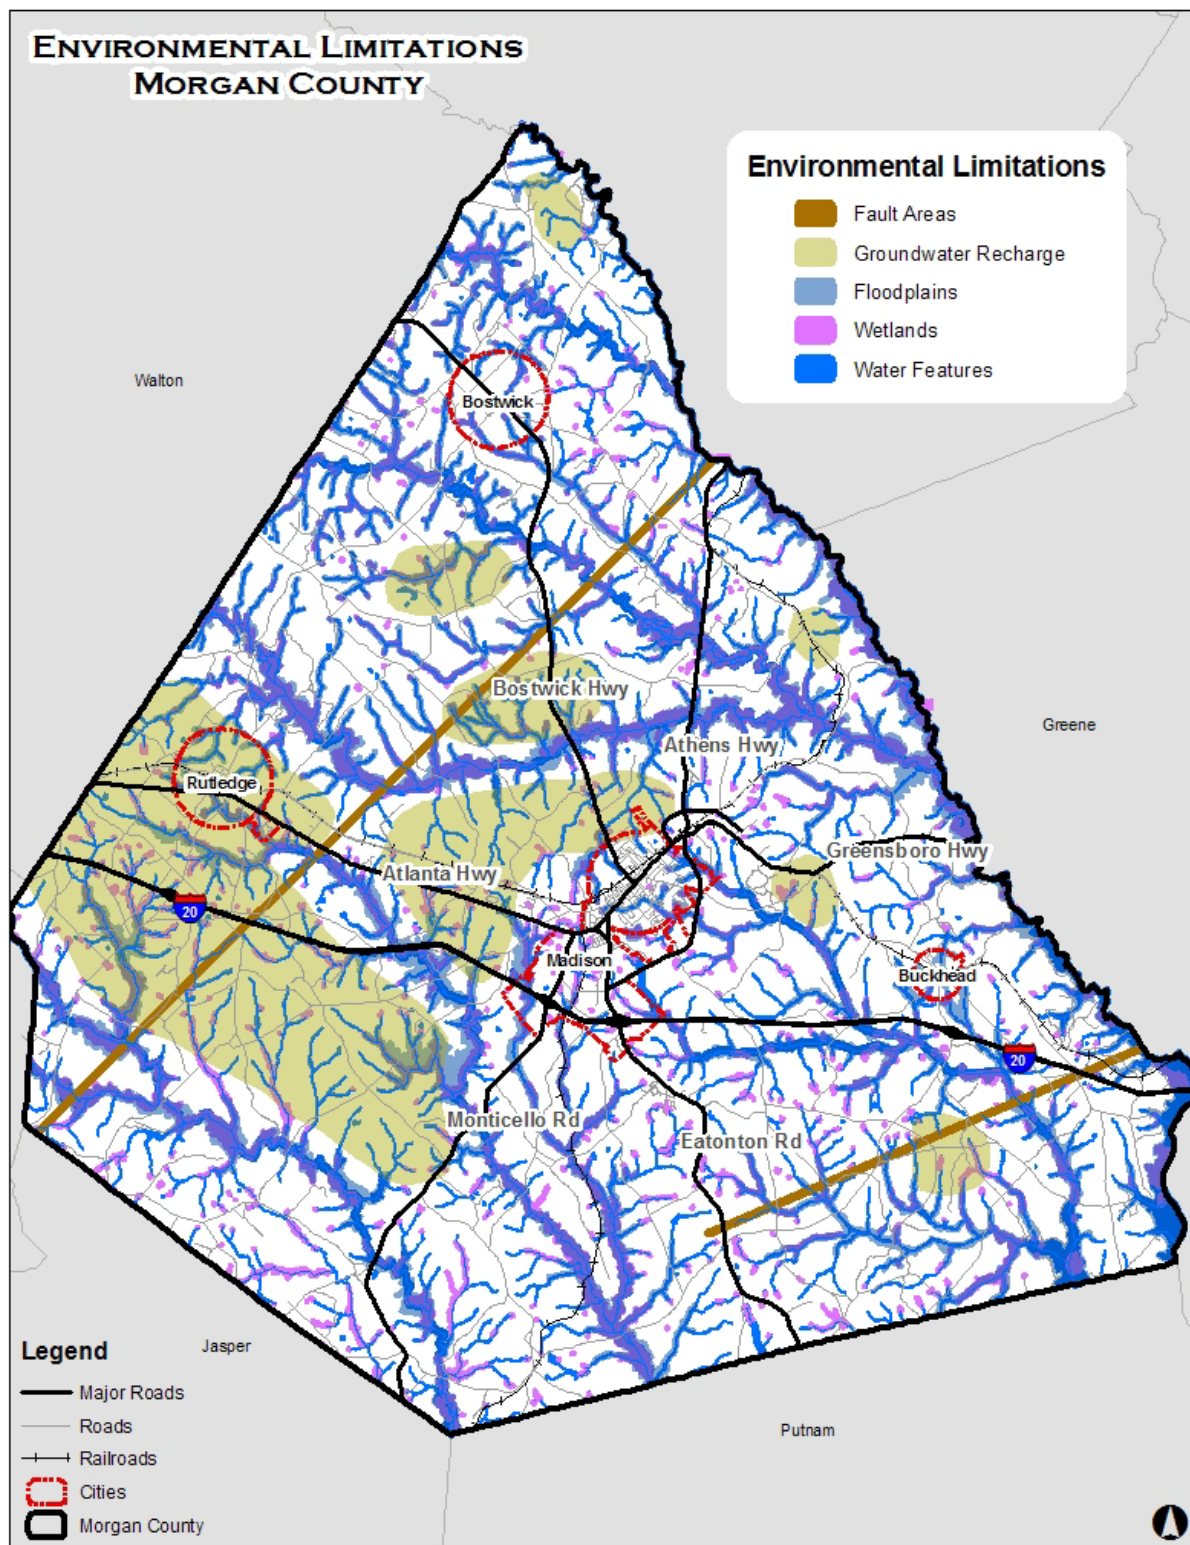 ENVIRONMENTAL LIMITATIONS
MORGAN COUNTY
Environmental Limitations
Fault Areas
Groundwater Recharge
Floodplains
Wetlands
Water Features
Walton
Bostwick
Bostwick Hwy
Greene
Athens Hwy
Rutledge
Greensboro Hwy
Atlanta Hwy
20
Madison
Buckhead
20
Monticello Rd
Eatonton Rd
Jasper
Putnam
Legend
Major Roads
Roads
Railroads
Cities
Morgan County